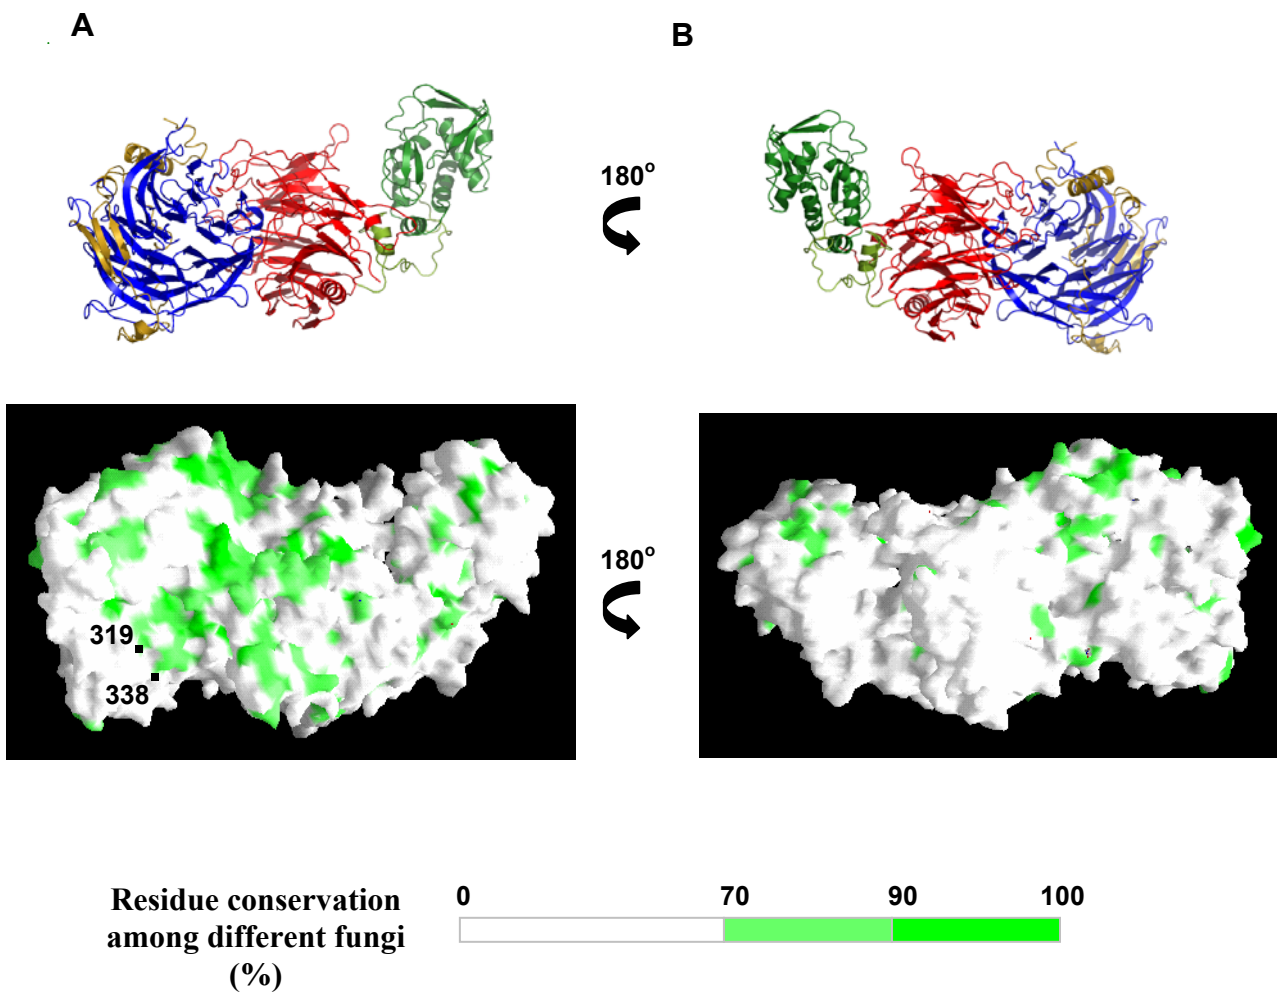 A
B
180°
319
338
180°
Residue conservation
among different fungi
(%)
0 70 90 100